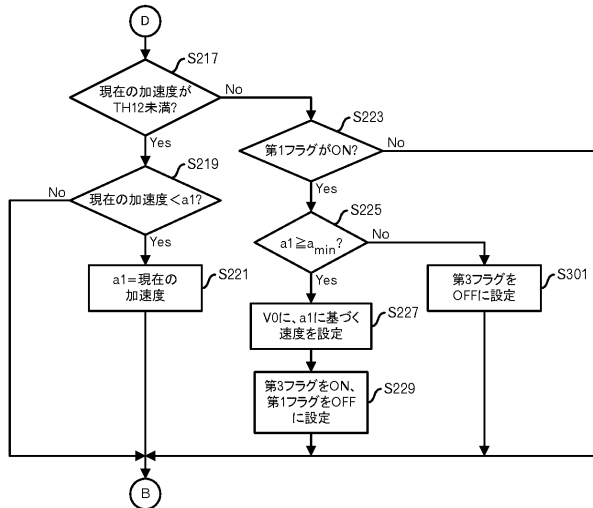 D
S217
現在の加速度が
TH12未満?
No
Yes
S223
第1フラグがON?
No
Yes
S219
現在の加速度<a1?
No
Yes
S225
a1≧amin?
No
Yes
S221
a1=現在の
加速度
S301
第3フラグを
OFFに設定
S227
V0に、a1に基づく
速度を設定
S229
第3フラグをON、
第1フラグをOFF
に設定
B